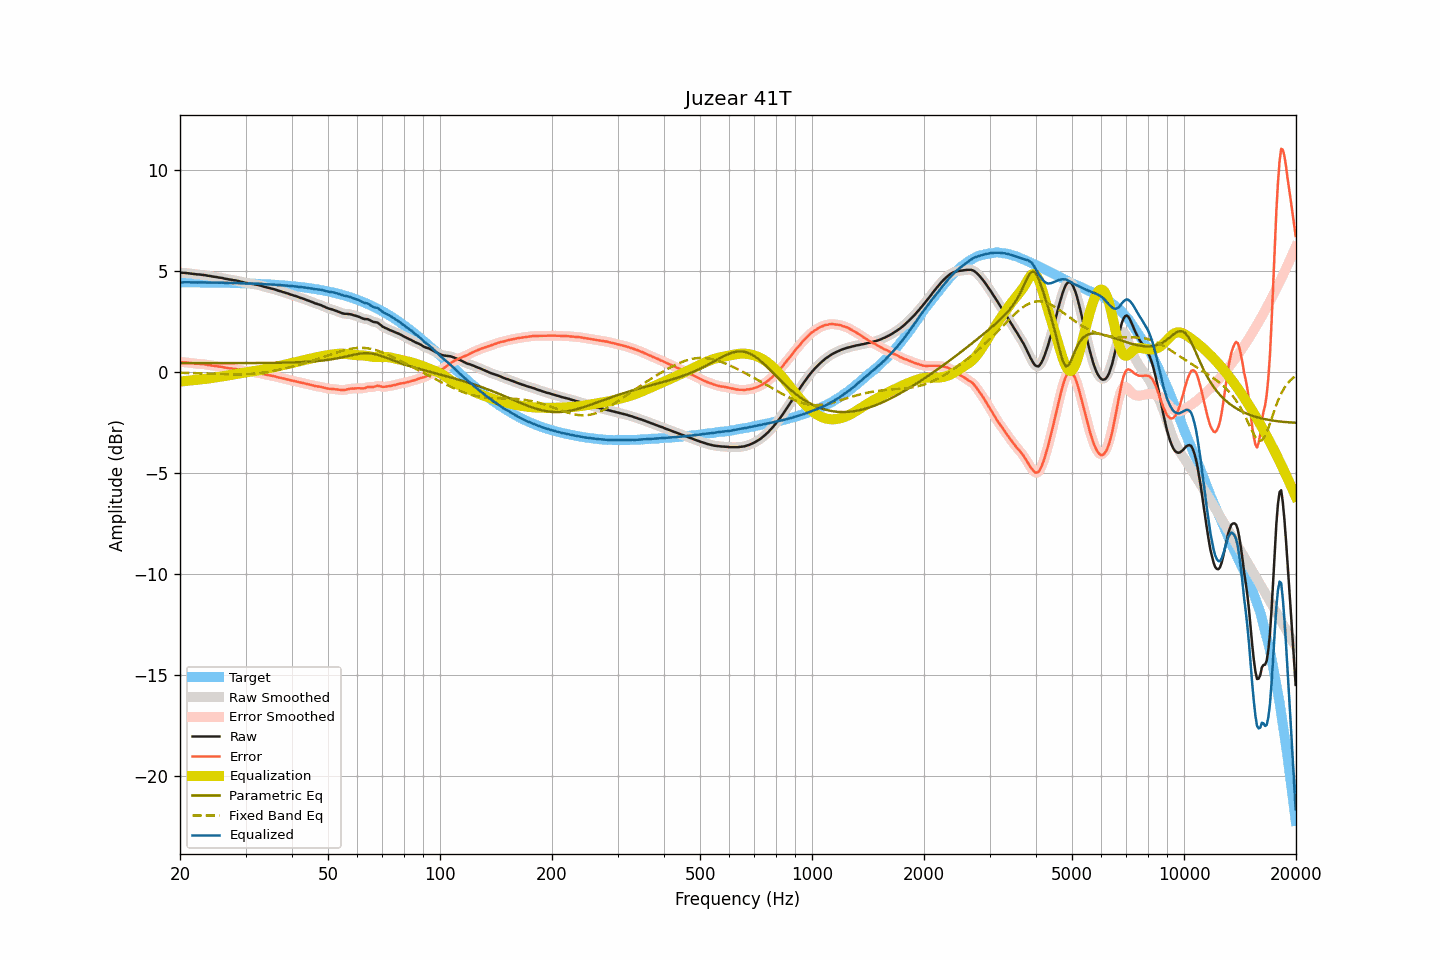 Juzear 41T
10
5
0
−5
−10
−15
−20
Amplitude (dBr)
Target
Raw Smoothed
Error Smoothed
Raw
Error
Equalization
Parametric Eq
Fixed Band Eq
Equalized
20 50 100 200 500 1000 2000 5000 10000 20000
Frequency (Hz)